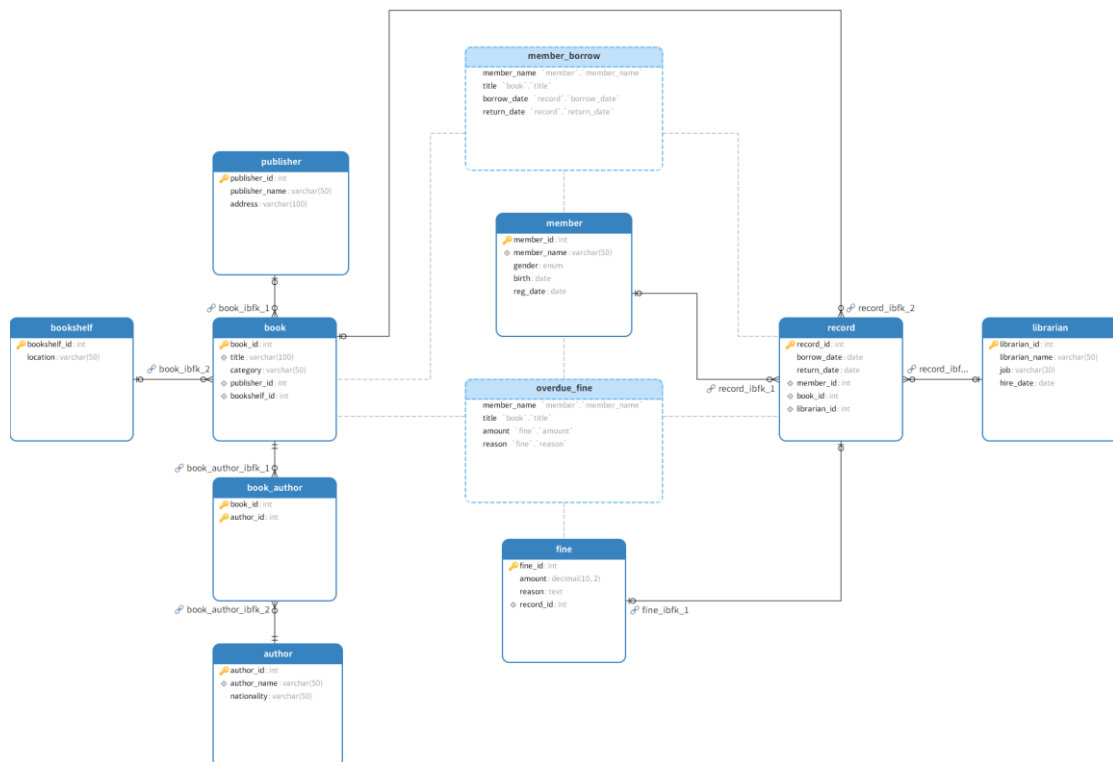 member_borrow
member_name `member`.`member_name`
title `book`.`title`
borrow_date `record`.`borrow_date`
return_date `record`.`return_date`
publisher
publisher_id: int
publisher_name: varchar(50)
address: varchar(100)
member
member_id: int
member_name: varchar(50)
gender: enum
birth: date
reg_date: date
book_ibfk_1
record_ibfk_2
bookshelf
bookshelf_id: int
location: varchar(50)
book_ibfk_2
book
book_id: int
title: varchar(100)
category: varchar(50)
publisher_id: int
bookshelf_id: int
record_ibfk_1
record
record_id: int
borrow_date: date
return_date: date
member_id: int
book_id: int
librarian_id: int
record_ibf...
librarian
librarian_id: int
librarian_name: varchar(50)
job: varchar(30)
hire_date: date
overdue_fine
member_name `member`.`member_name`
title `book`.`title`
amount `fine`.`amount`
reason `fine`.`reason`
book_author_ibfk_1
book_author
book_id: int
author_id: int
fine
fine_id: int
amount: decimal(10, 2)
reason: text
record_id: int
fine_ibfk_1
book_author_ibfk_2
author
author_id: int
author_name: varchar(50)
nationality: varchar(50)